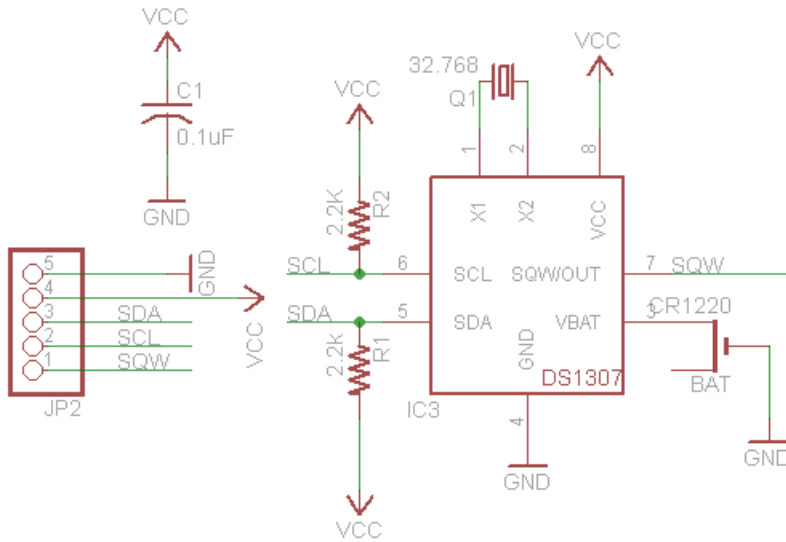 VCC
C1
0.1uF
GND
VCC
2.2K
R2
32.768
Q1
VCC
1
2
8
X1
X2
VCC
5
GND
4
VCC
3
SDA
2
SCL
1
SQW
JP2
SCL
6
SCL
SQW/OUT
7
SQW
SDA
5
SDA
VBAT
3
CR1220
GND
DS1307
BAT
2.2k
R1
IC3
4
GND
GND
VCC